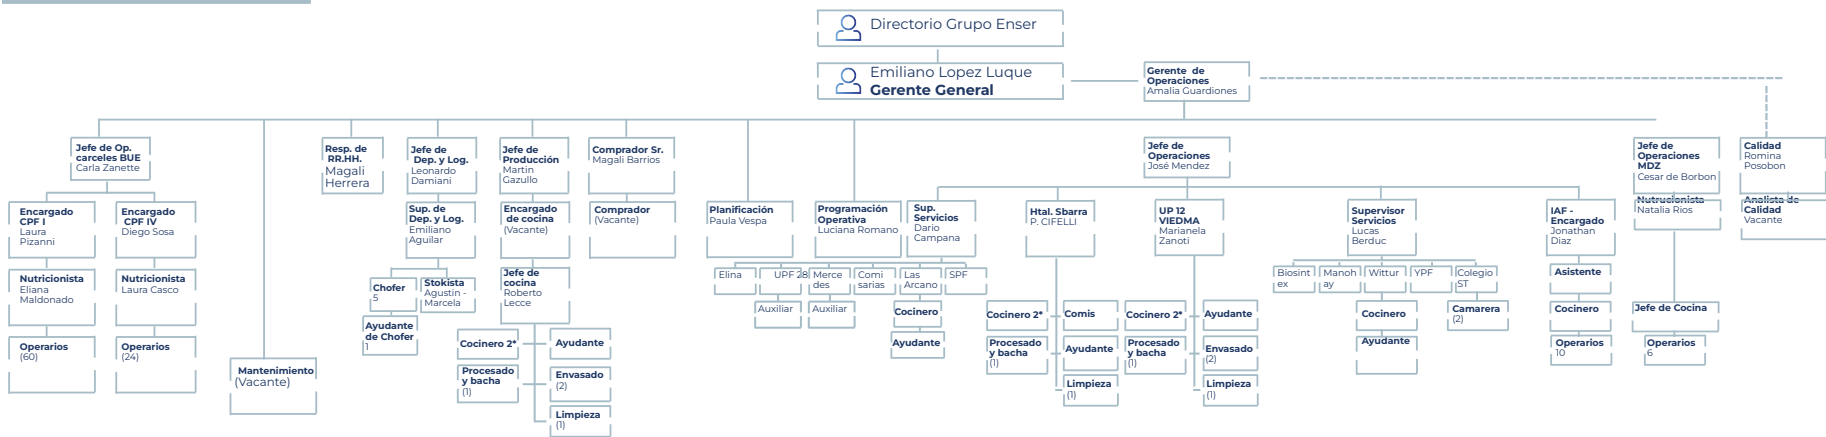 Directorio Grupo Enser
Emiliano Lopez Luque
Gerente General
Gerente de
Operaciones
Amalia Guardiones
Jefe de Op.
carceles BUE
Carla Zanette
Encargado
CPF I
Laura
Pizanni
Nutricionista
Eliana
Maldonado
Operarios
(60)
Encargado
CPF IV
Diego Sosa
Nutricionista
Laura Casco
Operarios
(24)
Mantenimiento
(Vacante)
Resp. de
RR.HH.
Magali
Herrera
Jefe de
Dep. y Log.
Leonardo
Damiani
Sup. de
Dep. y Log.
Emiliano
Aguilar
Chofer
5
Ayudante
de Chofer
1
Stokista
Agustin -
Marcela
Jefe de
Producción
Martin
Gazullo
Encargado
de cocina
(Vacante)
Jefe de
cocina
Roberto
Lecce
Cocinero 2*
Ayudante
Procesado
y bacha
(1)
Envasado
(2)
Limpieza
(1)
Comprador Sr.
Magali Barrios
Comprador
(Vacante)
Planificación
Paula Vespa
Programación
Operativa
Luciana Romano
Jefe de
Operaciones
José Mendez
Sup.
Servicios
Dario
Campana
Elina
UPF 28
Auxiliar
Merce
des
Auxiliar
Comi
sarias
Las
Arcano
Cocinero
Ayudante
SPF
Htal. Sbarra
P. CIFELLI
Cocinero 2*
Comis
Procesado
y bacha
(1)
Ayudante
Limpieza
(1)
UP 12
VIEDMA
Marianela
Zanoti
Cocinero 2*
Ayudante
Procesado
y bacha
(1)
Envasado
(2)
Limpieza
(1)
Supervisor
Servicios
Lucas
Berduc
Biosint
ex
Manoh
ay
Wittur
YPF
Colegio
ST
Cocinero
Ayudante
Camarera
(2)
IAF -
Encargado
Jonathan
Diaz
Asistente
Cocinero
Operarios
10
Jefe de
Operaciones
MDZ
Cesar de Borbon
Nutrucionista
Natalia Rios
Jefe de Cocina
Operarios
6
Calidad
Romina
Posobon
Analista de
Calidad
Vacante